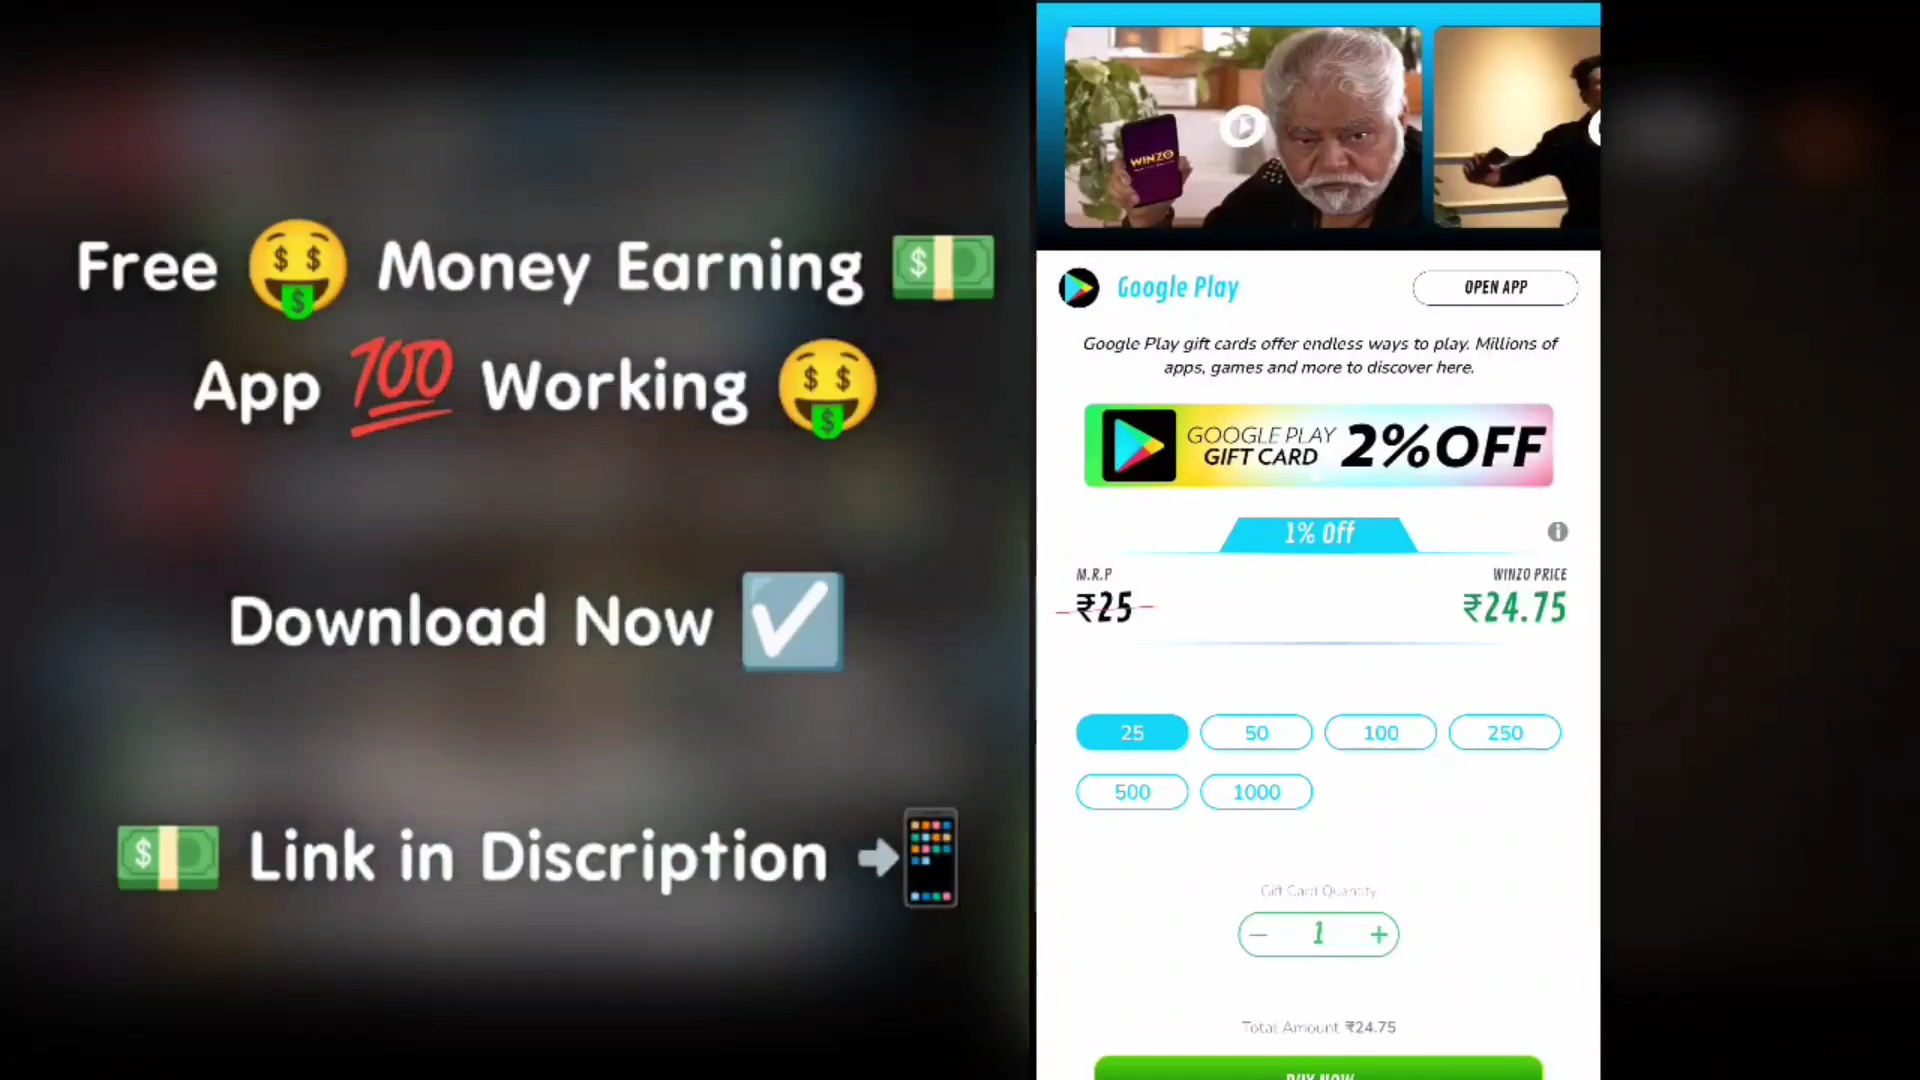 Free 🤑 Money Earning 💵
App 💯 Working 🤑
Download Now ☑️
💵 Link in Discription 📲
WINZO
Google Play
OPEN APP
Google Play gift cards offer endless ways to play. Millions of
apps, games and more to discover here.
GOOGLE PLAY
GIFT CARD
2%OFF
1% Off
M.R.P
₹25
WINZO PRICE
₹24.75
25
50
100
250
500
1000
Gift Card Quantity
− 1 +
Total Amount ₹24.75
BUY NOW